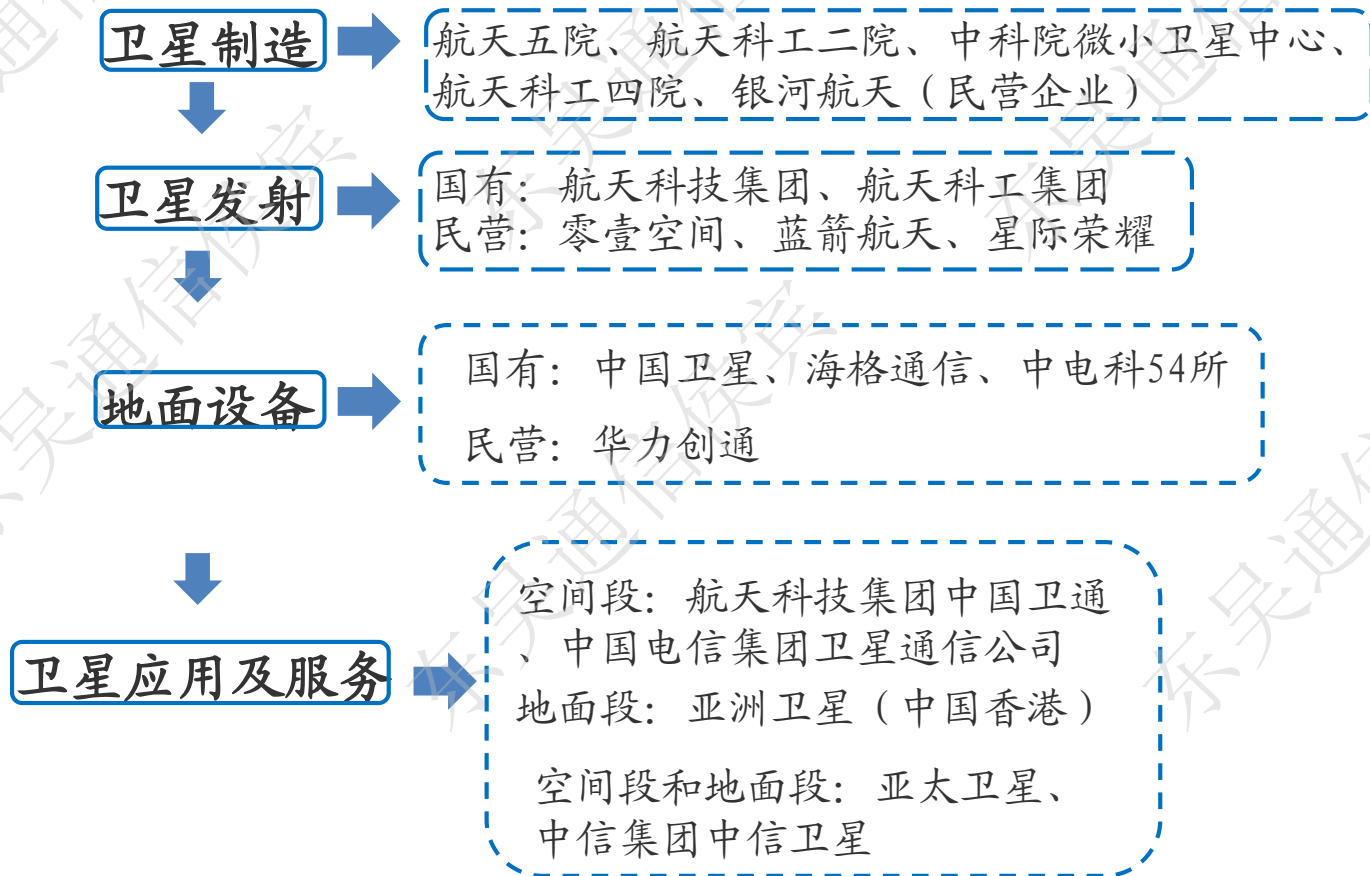 卫星制造
航天五院、航天科工二院、中科院微小卫星中心、
航天科工四院、银河航天（民营企业）
卫星发射
国有：航天科技集团、航天科工集团
民营：零壹空间、蓝箭航天、星际荣耀
地面设备
国有：中国卫星、海格通信、中电科54所
民营：华力创通
卫星应用及服务
空间段：航天科技集团中国卫通
、中国电信集团卫星通信公司
地面段：亚洲卫星（中国香港）
空间段和地面段：亚太卫星、
中信集团中信卫星
东吴通信侯宾